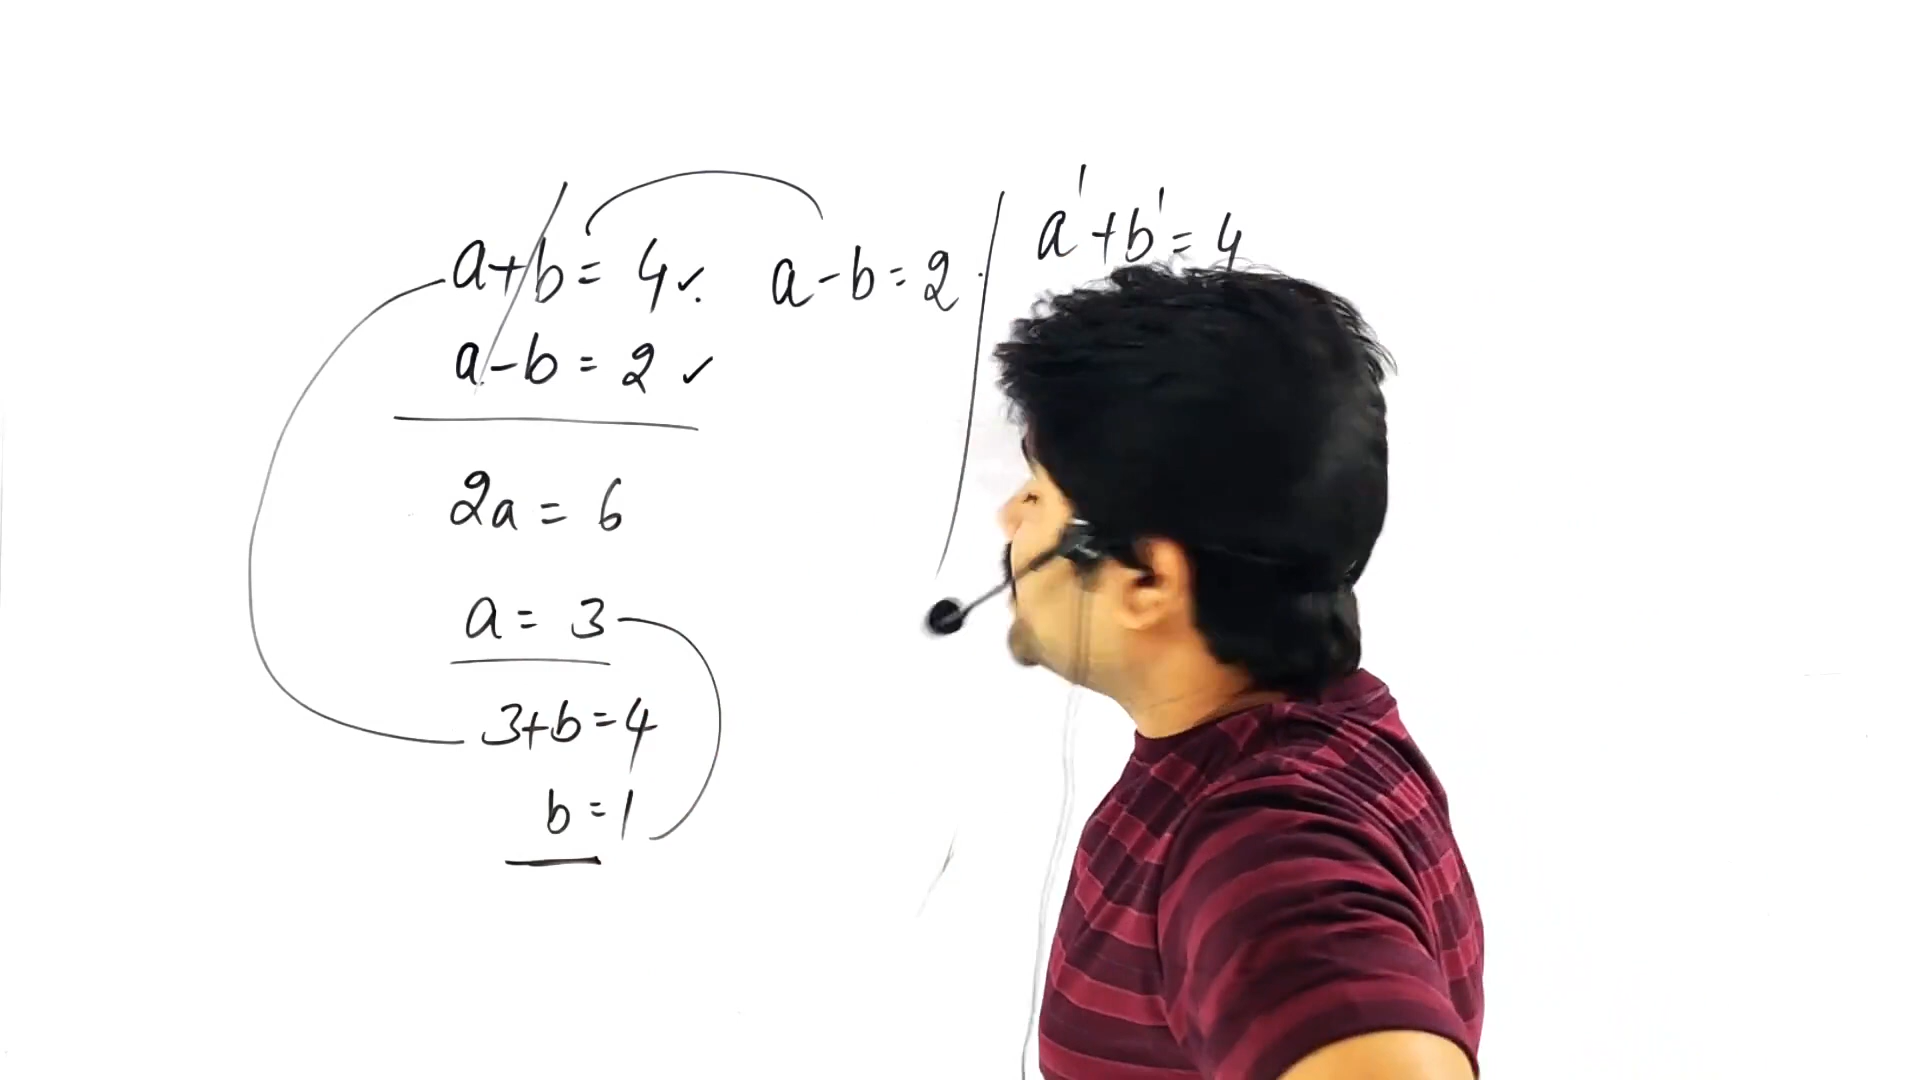 a+b = 4 ✓. a-b = 2.
a-b = 2 ✓
2a = 6
a = 3
3+b = 4
b = 1
a'+b' = 4